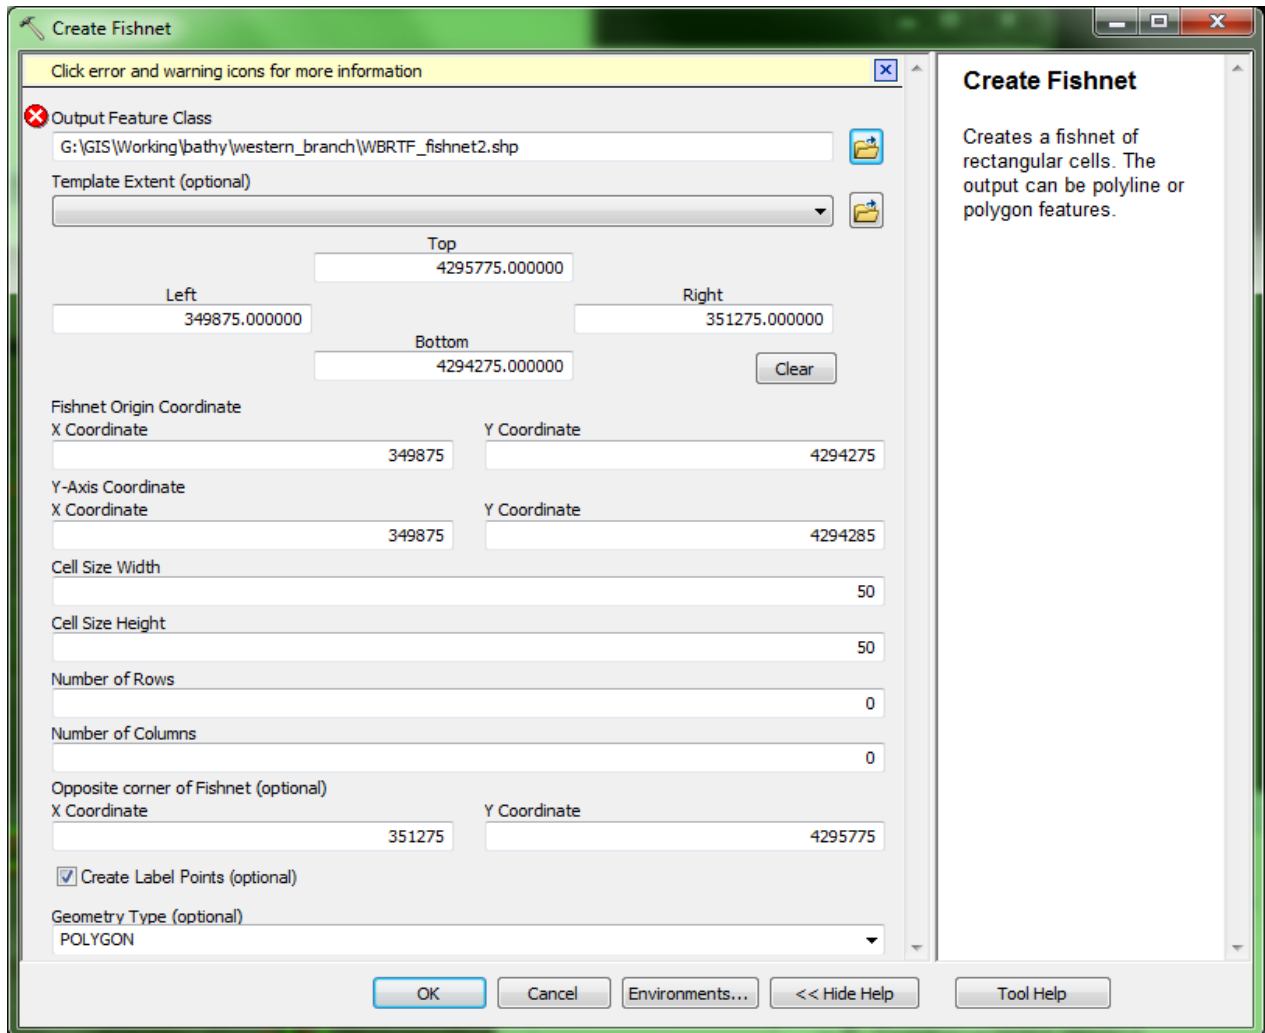 Create Fishnet
Click error and warning icons for more information
Output Feature Class
G:\GIS\Working\bathy\western_branch\WBRTF_fishnet2.shp
Template Extent (optional)
Top
4295775.000000
Left
Right
349875.000000
351275.000000
Bottom
4294275.000000
Clear
Fishnet Origin Coordinate
X Coordinate
Y Coordinate
349875
4294275
Y-Axis Coordinate
X Coordinate
Y Coordinate
349875
4294285
Cell Size Width
50
Cell Size Height
50
Number of Rows
0
Number of Columns
0
Opposite corner of Fishnet (optional)
X Coordinate
Y Coordinate
351275
4295775
Create Label Points (optional)
Geometry Type (optional)
POLYGON
OK
Cancel
Environments...
<< Hide Help
Create Fishnet
Creates a fishnet of
rectangular cells. The
output can be polyline or
polygon features.
Tool Help